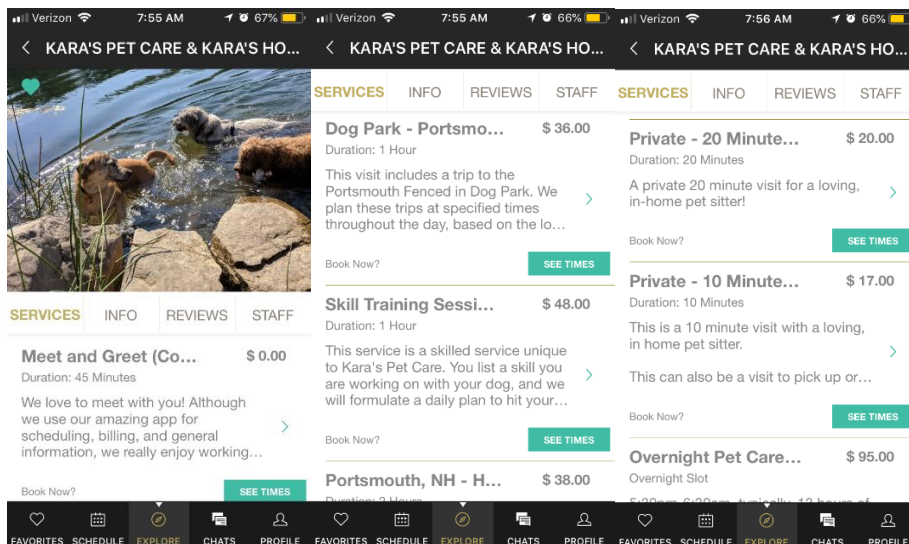 Verizon 7:55 AM 67%
KARA'S PET CARE & KARA'S HO...
SERVICES INFO REVIEWS STAFF
Meet and Greet (Co... $ 0.00
Duration: 45 Minutes
We love to meet with you! Although
we use our amazing app for
scheduling, billing, and general
information, we really enjoy working...
Book Now? SEE TIMES
FAVORITES SCHEDULE EXPLORE CHATS PROFILE
Verizon 7:55 AM 66%
KARA'S PET CARE & KARA'S HO...
SERVICES INFO REVIEWS STAFF
Dog Park - Portsmo... $ 36.00
Duration: 1 Hour
This visit includes a trip to the
Portsmouth Fenced in Dog Park. We
plan these trips at specified times
throughout the day, based on the lo...
Book Now? SEE TIMES
Skill Training Sessi... $ 48.00
Duration: 1 Hour
This service is a skilled service unique
to Kara's Pet Care. You list a skill you
are working on with your dog, and we
will formulate a daily plan to hit your...
Book Now? SEE TIMES
Portsmouth, NH - H... $ 38.00
Duration: 2 Hours
FAVORITES SCHEDULE EXPLORE CHATS PROFILE
Verizon 7:56 AM 66%
KARA'S PET CARE & KARA'S HO...
SERVICES INFO REVIEWS STAFF
Private - 20 Minute... $ 20.00
Duration: 20 Minutes
A private 20 minute visit for a loving,
in-home pet sitter!
Book Now? SEE TIMES
Private - 10 Minute... $ 17.00
Duration: 10 Minutes
This is a 10 minute visit with a loving,
in home pet sitter.
This can also be a visit to pick up or...
Book Now? SEE TIMES
Overnight Pet Care... $ 95.00
Overnight Slot
5:30pm-6:30am, typically, 12 hours of
FAVORITES SCHEDULE EXPLORE CHATS PROFILE